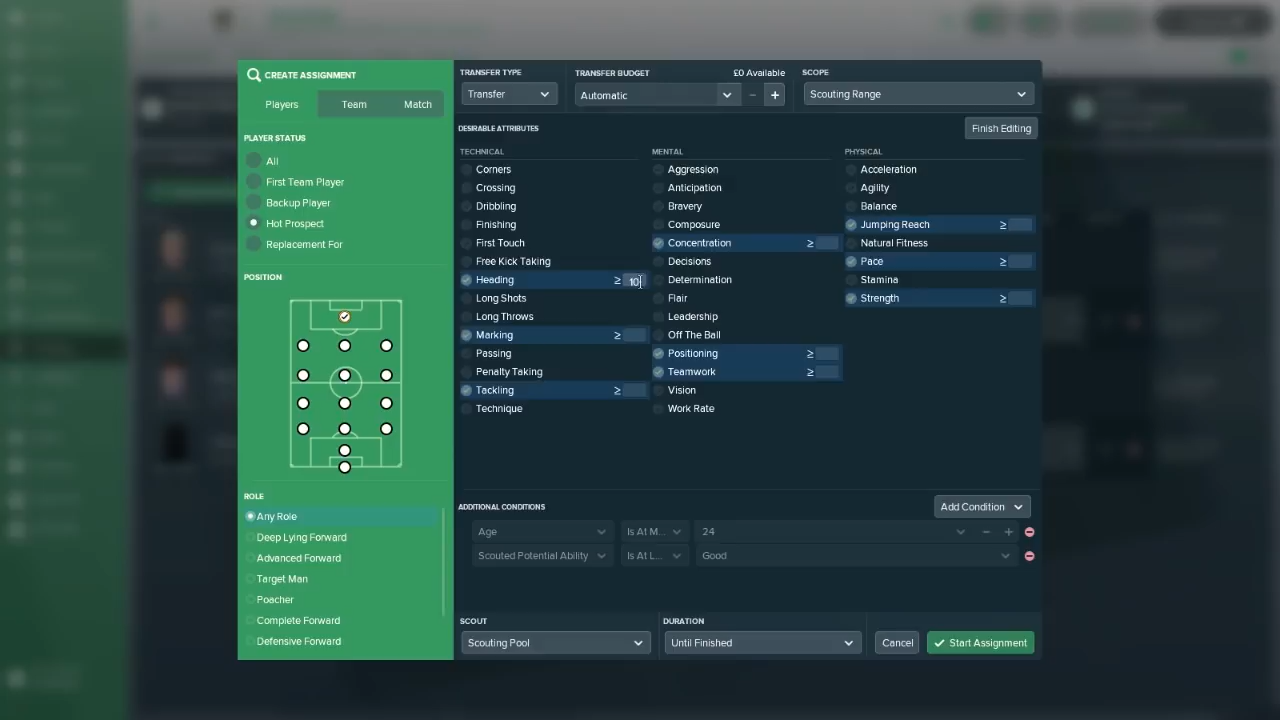 CREATE ASSIGNMENT
Players
Team
Match
PLAYER STATUS
All
First Team Player
Backup Player
Hot Prospect
Replacement For
POSITION
ROLE
Any Role
Deep Lying Forward
Advanced Forward
Target Man
Poacher
Complete Forward
Defensive Forward
TRANSFER TYPE
Transfer
TRANSFER BUDGET
£0 Available
Automatic
SCOPE
Scouting Range
DESIRABLE ATTRIBUTES
Finish Editing
TECHNICAL
Corners
Crossing
Dribbling
Finishing
First Touch
Free Kick Taking
Heading ≥ 10
Long Shots
Long Throws
Marking ≥
Passing
Penalty Taking
Tackling ≥
Technique
MENTAL
Aggression
Anticipation
Bravery
Composure
Concentration ≥
Decisions
Determination
Flair
Leadership
Off The Ball
Positioning ≥
Teamwork ≥
Vision
Work Rate
PHYSICAL
Acceleration
Agility
Balance
Jumping Reach ≥
Natural Fitness
Pace ≥
Stamina
Strength ≥
ADDITIONAL CONDITIONS
Add Condition
Age Is At M... 24
Scouted Potential Ability Is At L... Good
SCOUT
Scouting Pool
DURATION
Until Finished
Cancel
Start Assignment